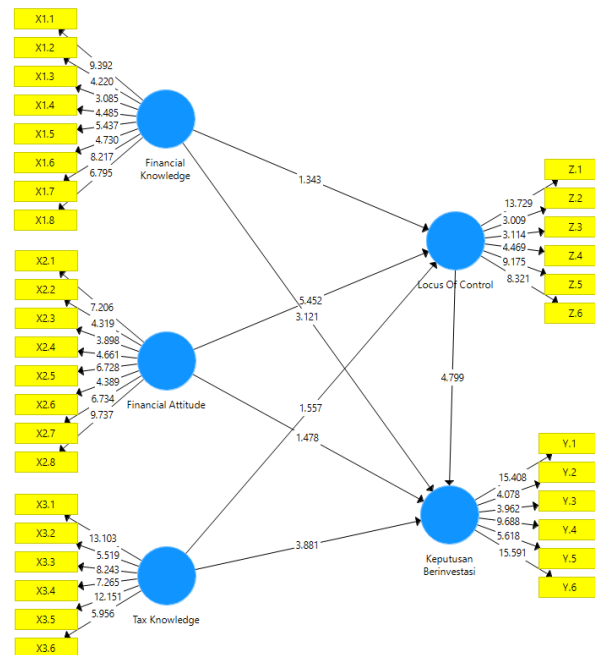 X1.1
X1.2
X1.3
X1.4
X1.5
X1.6
X1.7
X1.8
9.392
4.220
3.085
4.485
5.437
4.730
8.217
6.795
Financial
Knowledge
X2.1
X2.2
X2.3
X2.4
X2.5
X2.6
X2.7
X2.8
7.206
4.319
3.898
4.661
6.728
4.389
6.734
9.737
Financial Attitude
X3.1
X3.2
X3.3
X3.4
X3.5
X3.6
13.103
5.519
8.243
7.265
12.151
5.956
Tax Knowledge
1.343
5.452
3.121
1.557
1.478
3.881
4.799
Locus Of Control
13.729
3.009
3.114
4.469
9.175
8.321
Z.1
Z.2
Z.3
Z.4
Z.5
Z.6
Keputusan
Berinvestasi
15.408
4.078
3.962
9.688
5.618
15.591
Y.1
Y.2
Y.3
Y.4
Y.5
Y.6